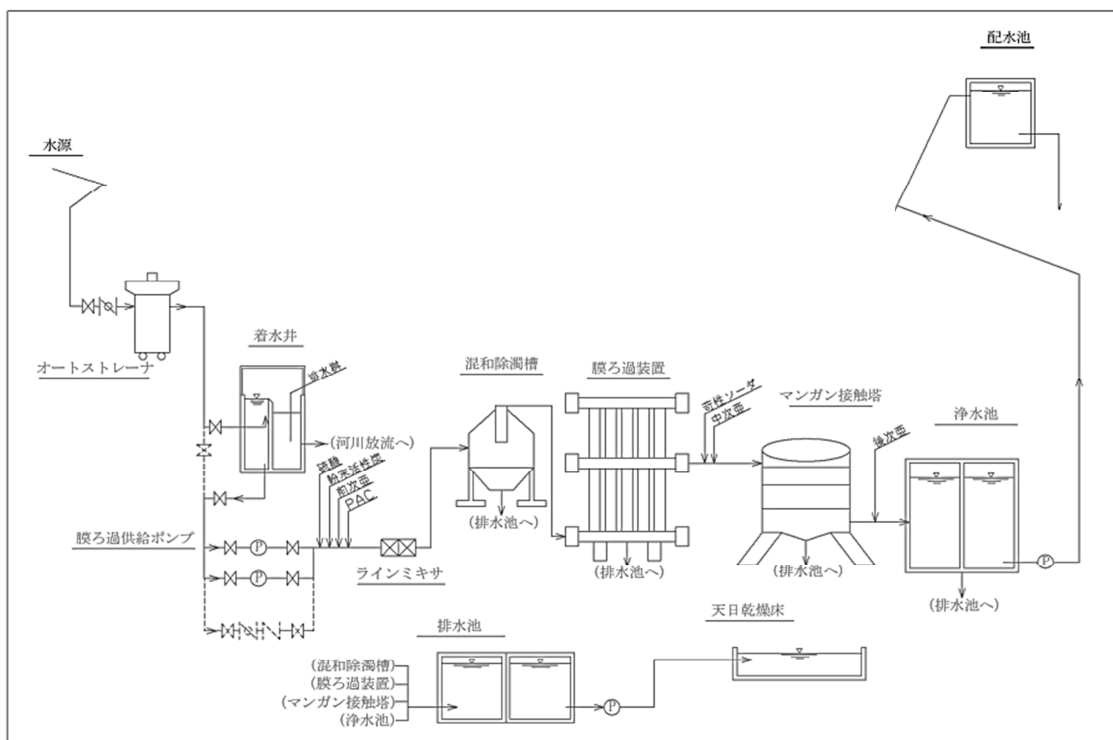 配水池
水源
オートストレーナ
着水井
排水桝
(河川放流へ)
硫酸
粉末活性炭
前次亜
PAC
膜ろ過供給ポンプ
P
P
ラインミキサ
混和除濁槽
(排水池へ)
膜ろ過装置
(排水池へ)
苛性ソーダ
中次亜
マンガン接触塔
(排水池へ)
後次亜
浄水池
P
(排水池へ)
排水池
(混和除濁槽)
(膜ろ過装置)
(マンガン接触塔)
(浄水池)
P
天日乾燥床